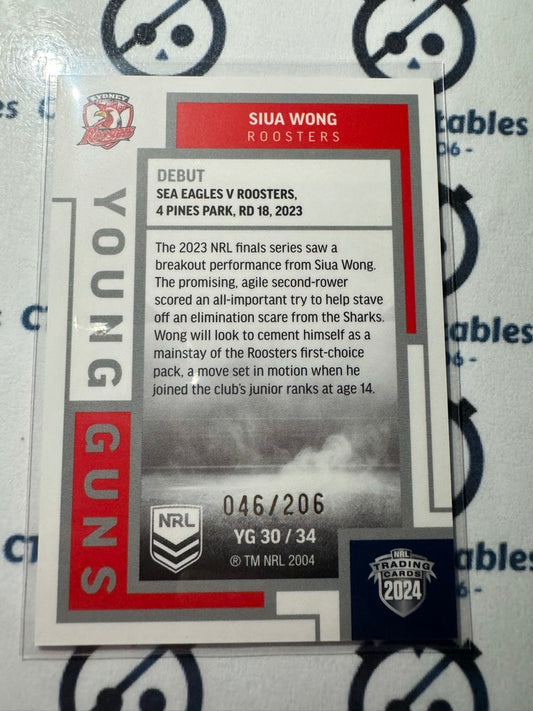 SYDNEY
Roosters
SIUA WONG
ROOSTERS
DEBUT
SEA EAGLES V ROOSTERS,
4 PINES PARK, RD 18, 2023
The 2023 NRL finals series saw a
breakout performance from Siua Wong.
The promising, agile second-rower
scored an all-important try to help stave
off an elimination scare from the Sharks.
Wong will look to cement himself as a
mainstay of the Roosters first-choice
pack, a move set in motion when he
joined the club's junior ranks at age 14.
YOUNG GUNS
046/206
NRL
YG 30 / 34
® TM NRL 2004
NRL
TRADING
CARDS
2024
tables
ables
ables